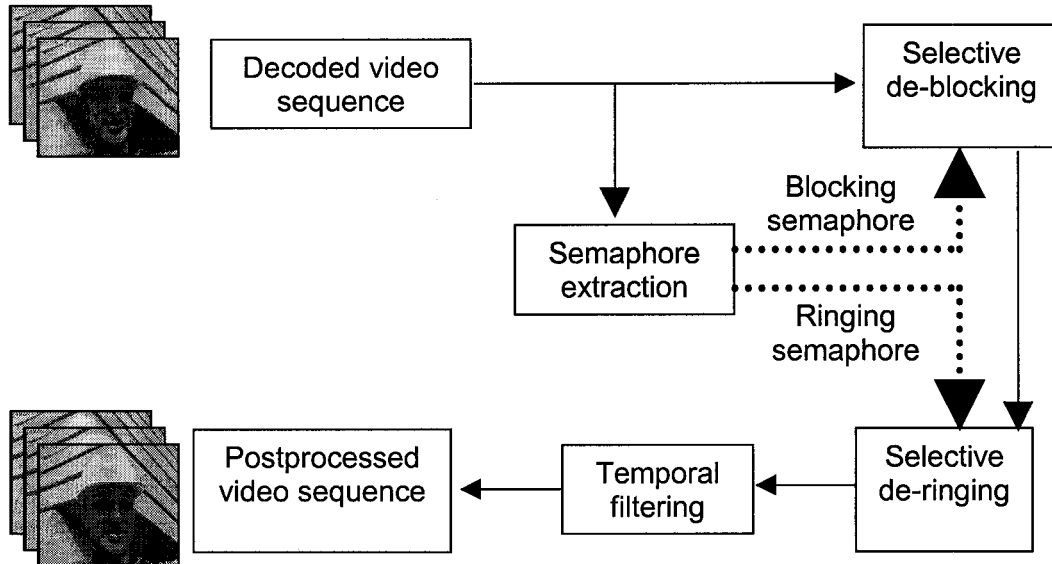 Decoded video
sequence
Selective
de-blocking
Blocking
semaphore
Semaphore
extraction
Ringing
semaphore
Postprocessed
video sequence
Temporal
filtering
Selective
de-ringing